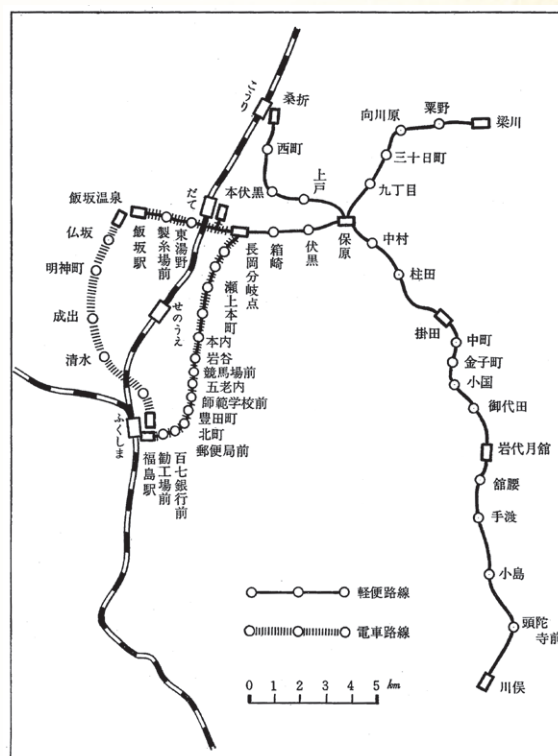 こうり
桑折
西町
本伏黒
上戸
保原
向川原
粟野
梁川
三十日町
九丁目
だて
飯坂温泉
仏坂
明神町
成出
清水
飯坂駅
製糸場前
東湯野
長岡分岐点
箱崎
伏黒
中村
柱田
掛田
中町
金子町
小国
御代田
岩代月舘
舘腰
手渡
小島
頭陀
寺前
川俣
せのうえ
瀬上本町
本内
岩谷
競馬場前
五老内
師範学校前
豊田町
北町
郵便局前
ふくしま
福島駅
勧工場前
百七銀行前
軽便路線
電車路線
0 1 2 3 4 5 km